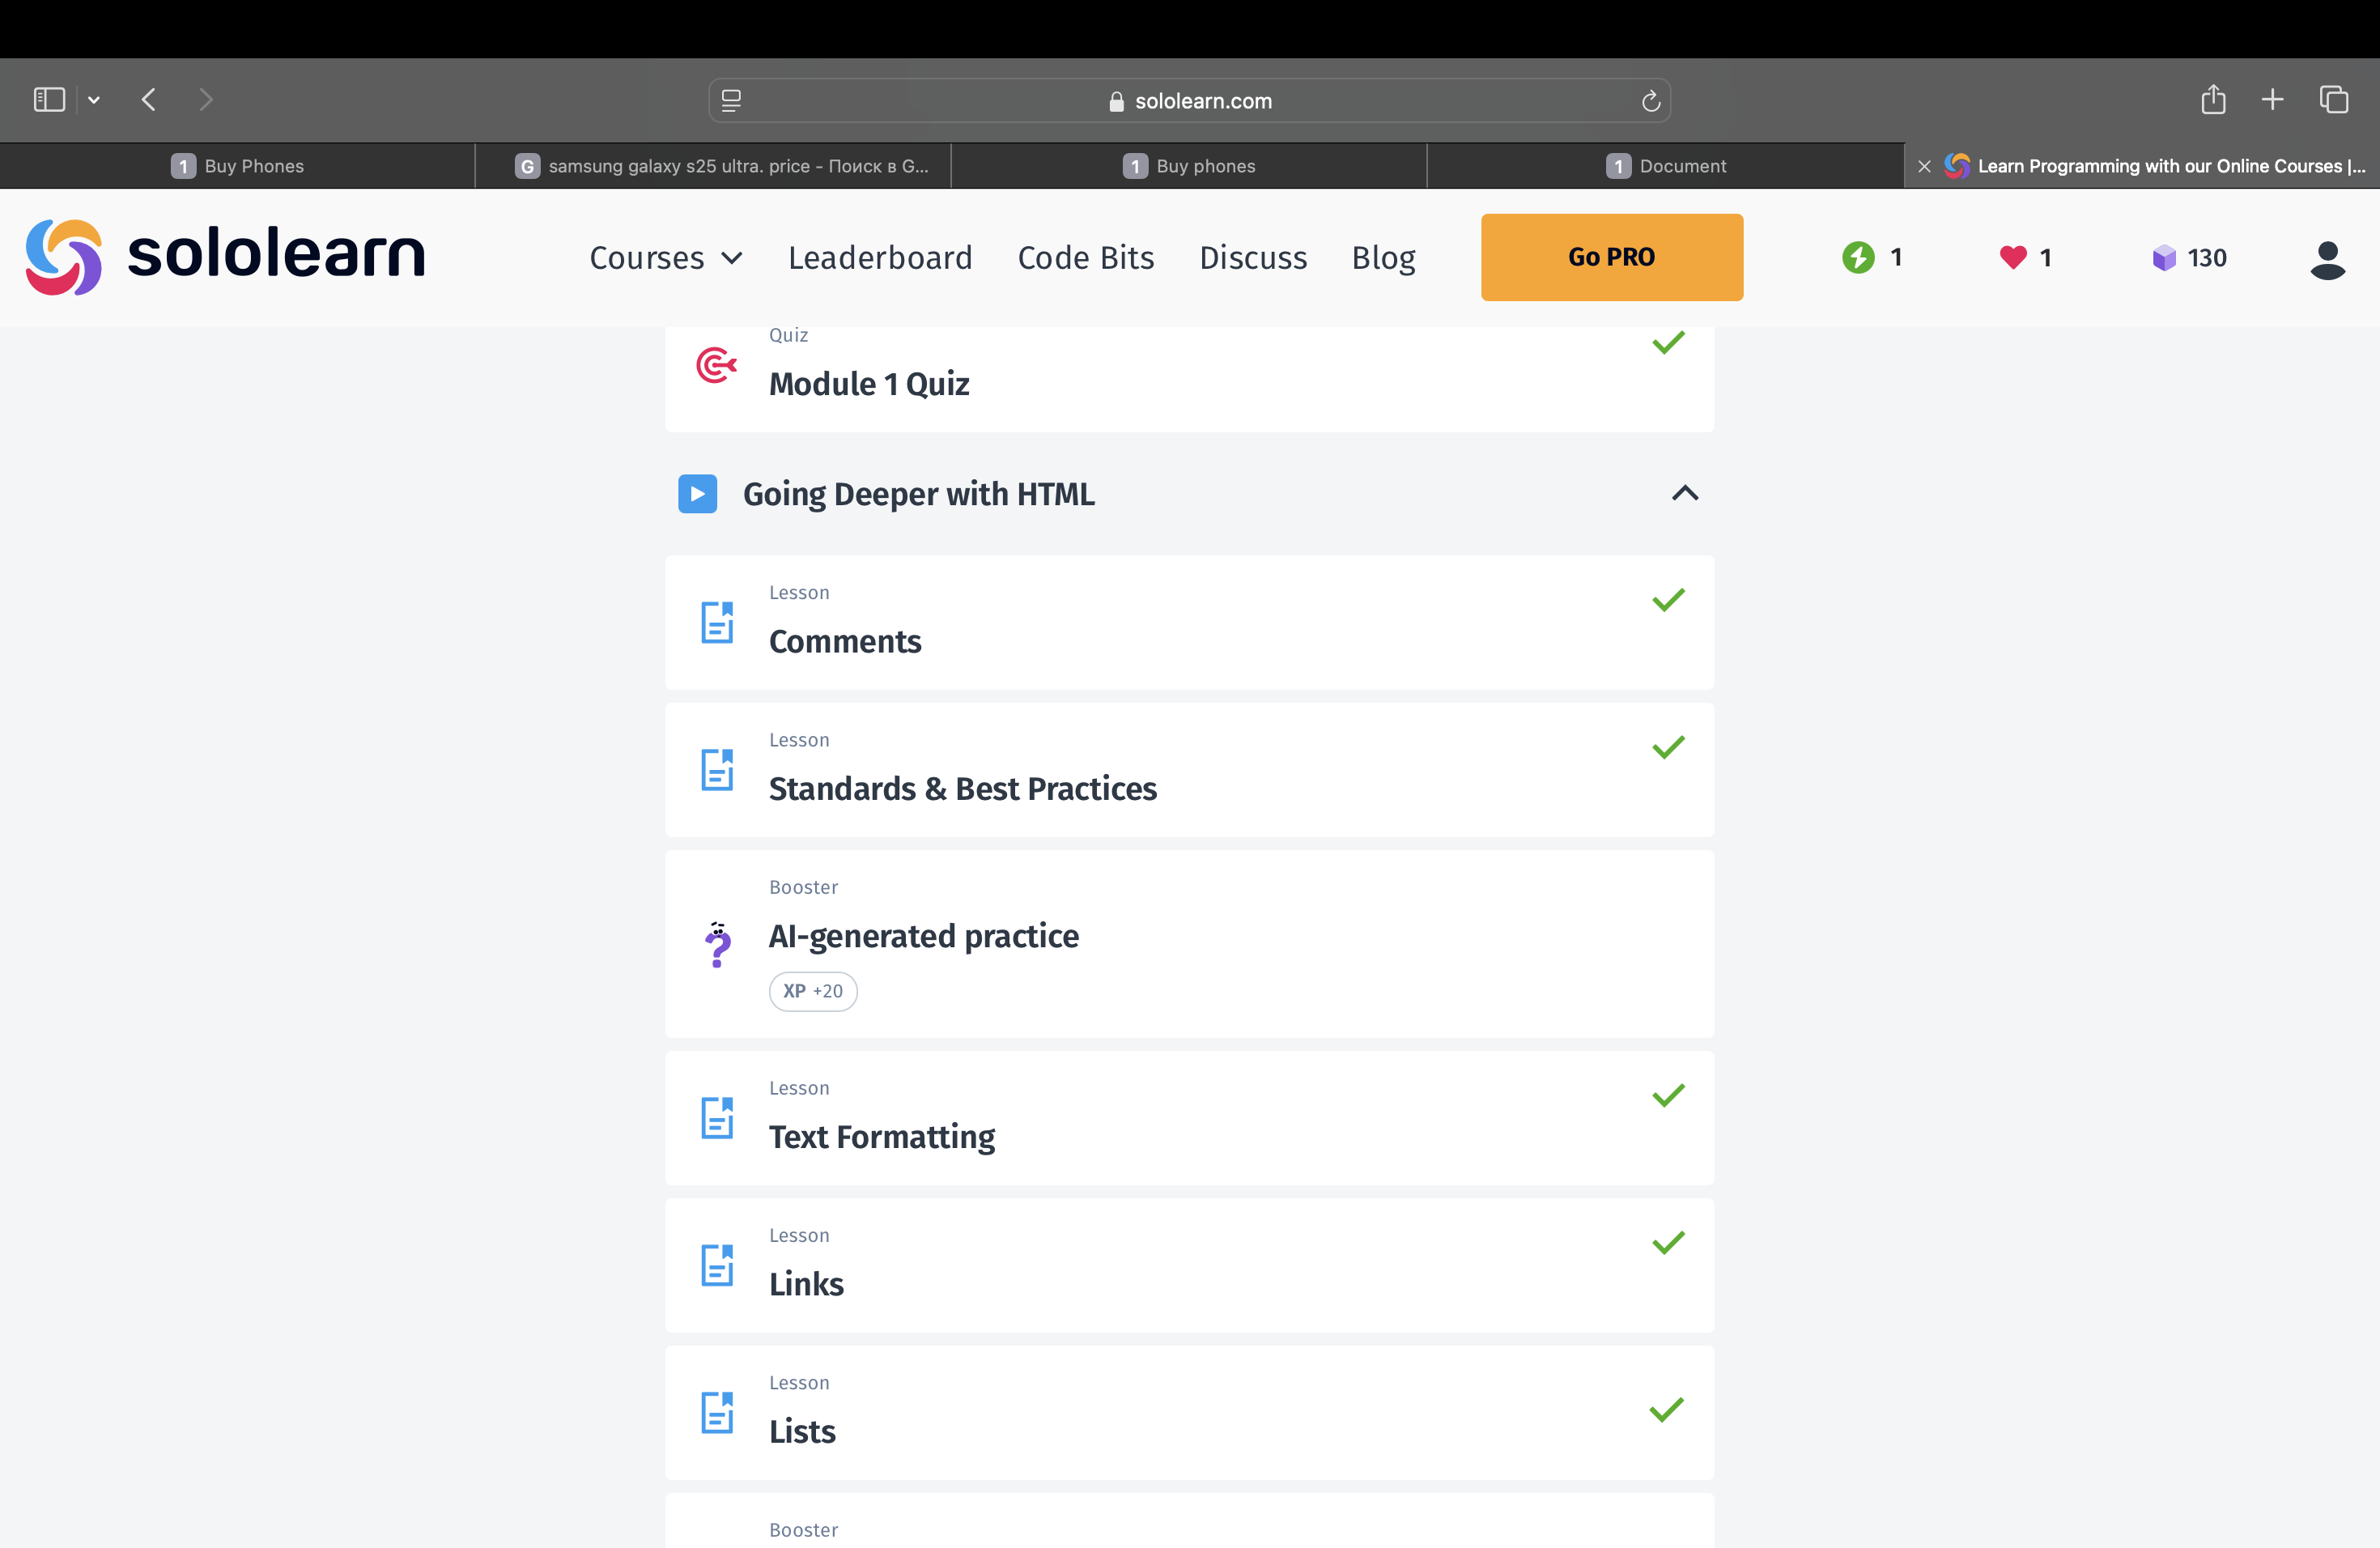 sololearn.com
1 Buy Phones
G samsung galaxy s25 ultra. price - Поиск в G...
1 Buy phones
1 Document
Learn Programming with our Online Courses |...
sololearn
Courses
Leaderboard
Code Bits
Discuss
Blog
Go PRO
1
1
130
Quiz
Module 1 Quiz
Going Deeper with HTML
Lesson
Comments
Lesson
Standards & Best Practices
Booster
AI-generated practice
XP +20
Lesson
Text Formatting
Lesson
Links
Lesson
Lists
Booster